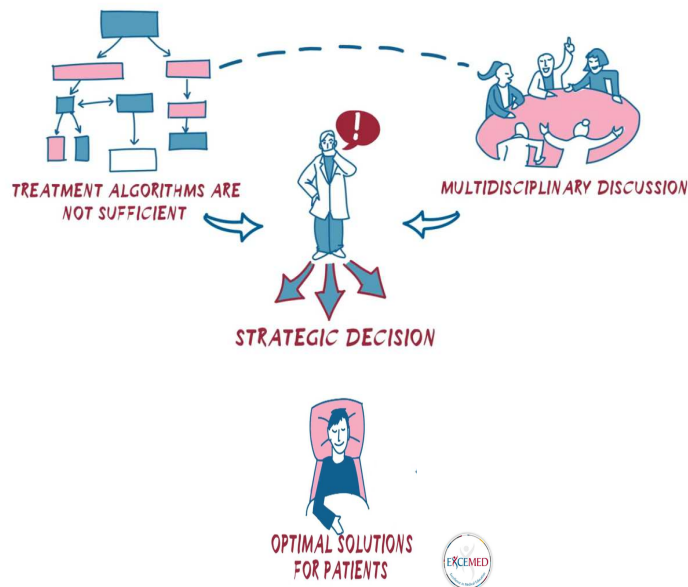 !
TREATMENT ALGORITHMS ARE
NOT SUFFICIENT
MULTIDISCIPLINARY DISCUSSION
STRATEGIC DECISION
OPTIMAL SOLUTIONS
FOR PATIENTS
EXCEMED